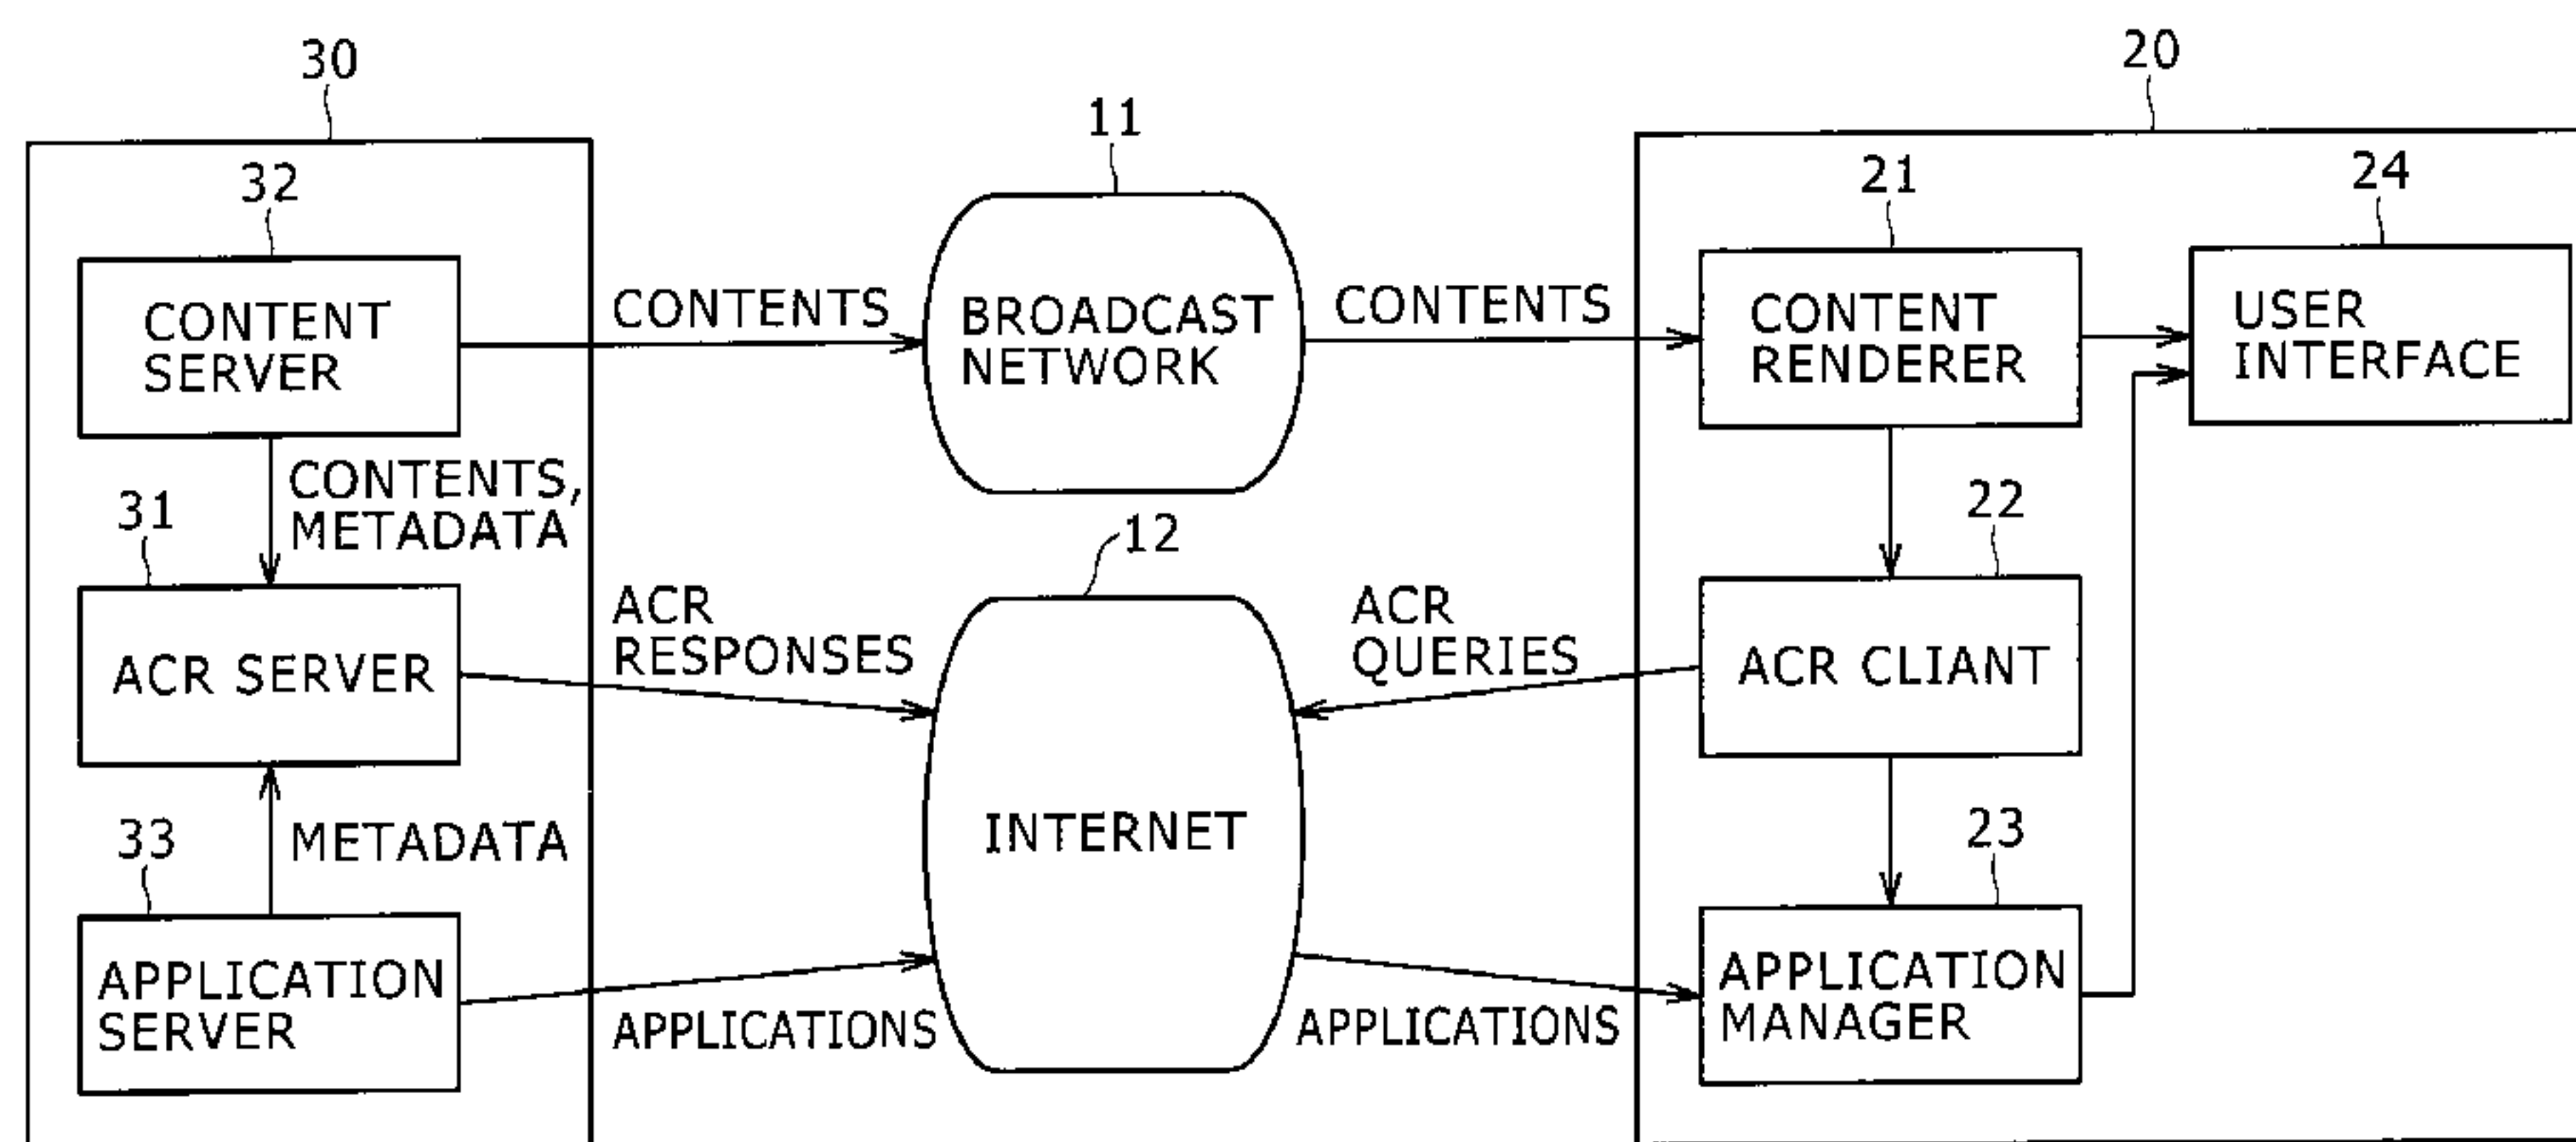 30
20
11
32
21
24
CONTENT
SERVER
CONTENTS
BROADCAST
NETWORK
CONTENTS
CONTENT
RENDERER
USER
INTERFACE
CONTENTS,
METADATA
31
12
22
ACR SERVER
ACR
RESPONSES
ACR
QUERIES
ACR CLIANT
METADATA
INTERNET
33
23
APPLICATION
SERVER
APPLICATIONS
APPLICATIONS
APPLICATION
MANAGER